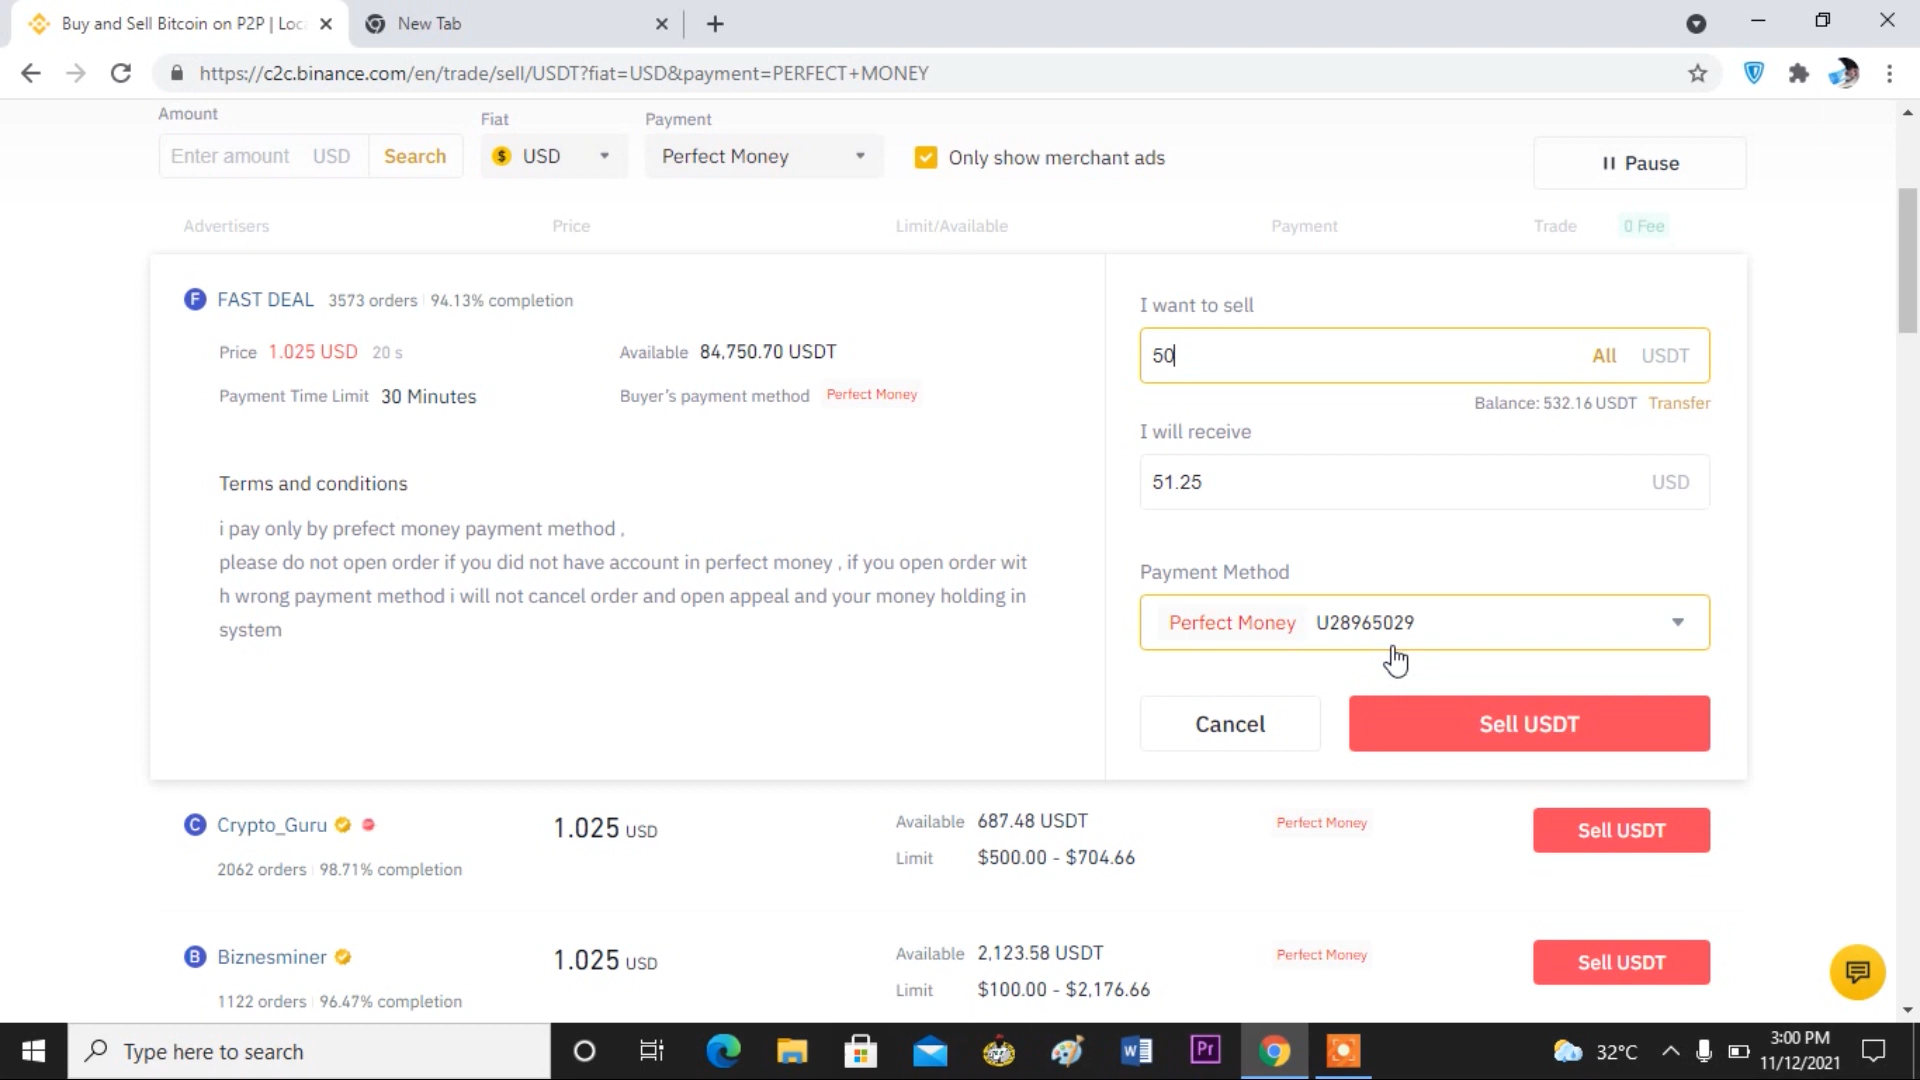 Buy and Sell Bitcoin on P2P | Loc
New Tab
https://c2c.binance.com/en/trade/sell/USDT?fiat=USD&payment=PERFECT+MONEY
Amount
Fiat
Payment
Enter amount USD Search
$ USD
Perfect Money
Only show merchant ads
Pause
Advertisers Price Limit/Available Payment Trade 0 Fee
F FAST DEAL 3573 orders 94.13% completion
Price 1.025 USD 20 s
Available 84,750.70 USDT
Payment Time Limit 30 Minutes
Buyer's payment method Perfect Money
Terms and conditions
i pay only by prefect money payment method ,
please do not open order if you did not have account in perfect money , if you open order wit
h wrong payment method i will not cancel order and open appeal and your money holding in
system
I want to sell
50 All USDT
Balance: 532.16 USDT Transfer
I will receive
51.25 USD
Payment Method
Perfect Money U28965029
Cancel Sell USDT
C Crypto_Guru
2062 orders 98.71% completion
1.025 USD
Available 687.48 USDT
Limit $500.00 - $704.66
Perfect Money
Sell USDT
B Biznesminer
1122 orders 96.47% completion
1.025 USD
Available 2,123.58 USDT
Limit $100.00 - $2,176.66
Perfect Money
Sell USDT
Type here to search
W
Pr
32°C
3:00 PM
11/12/2021